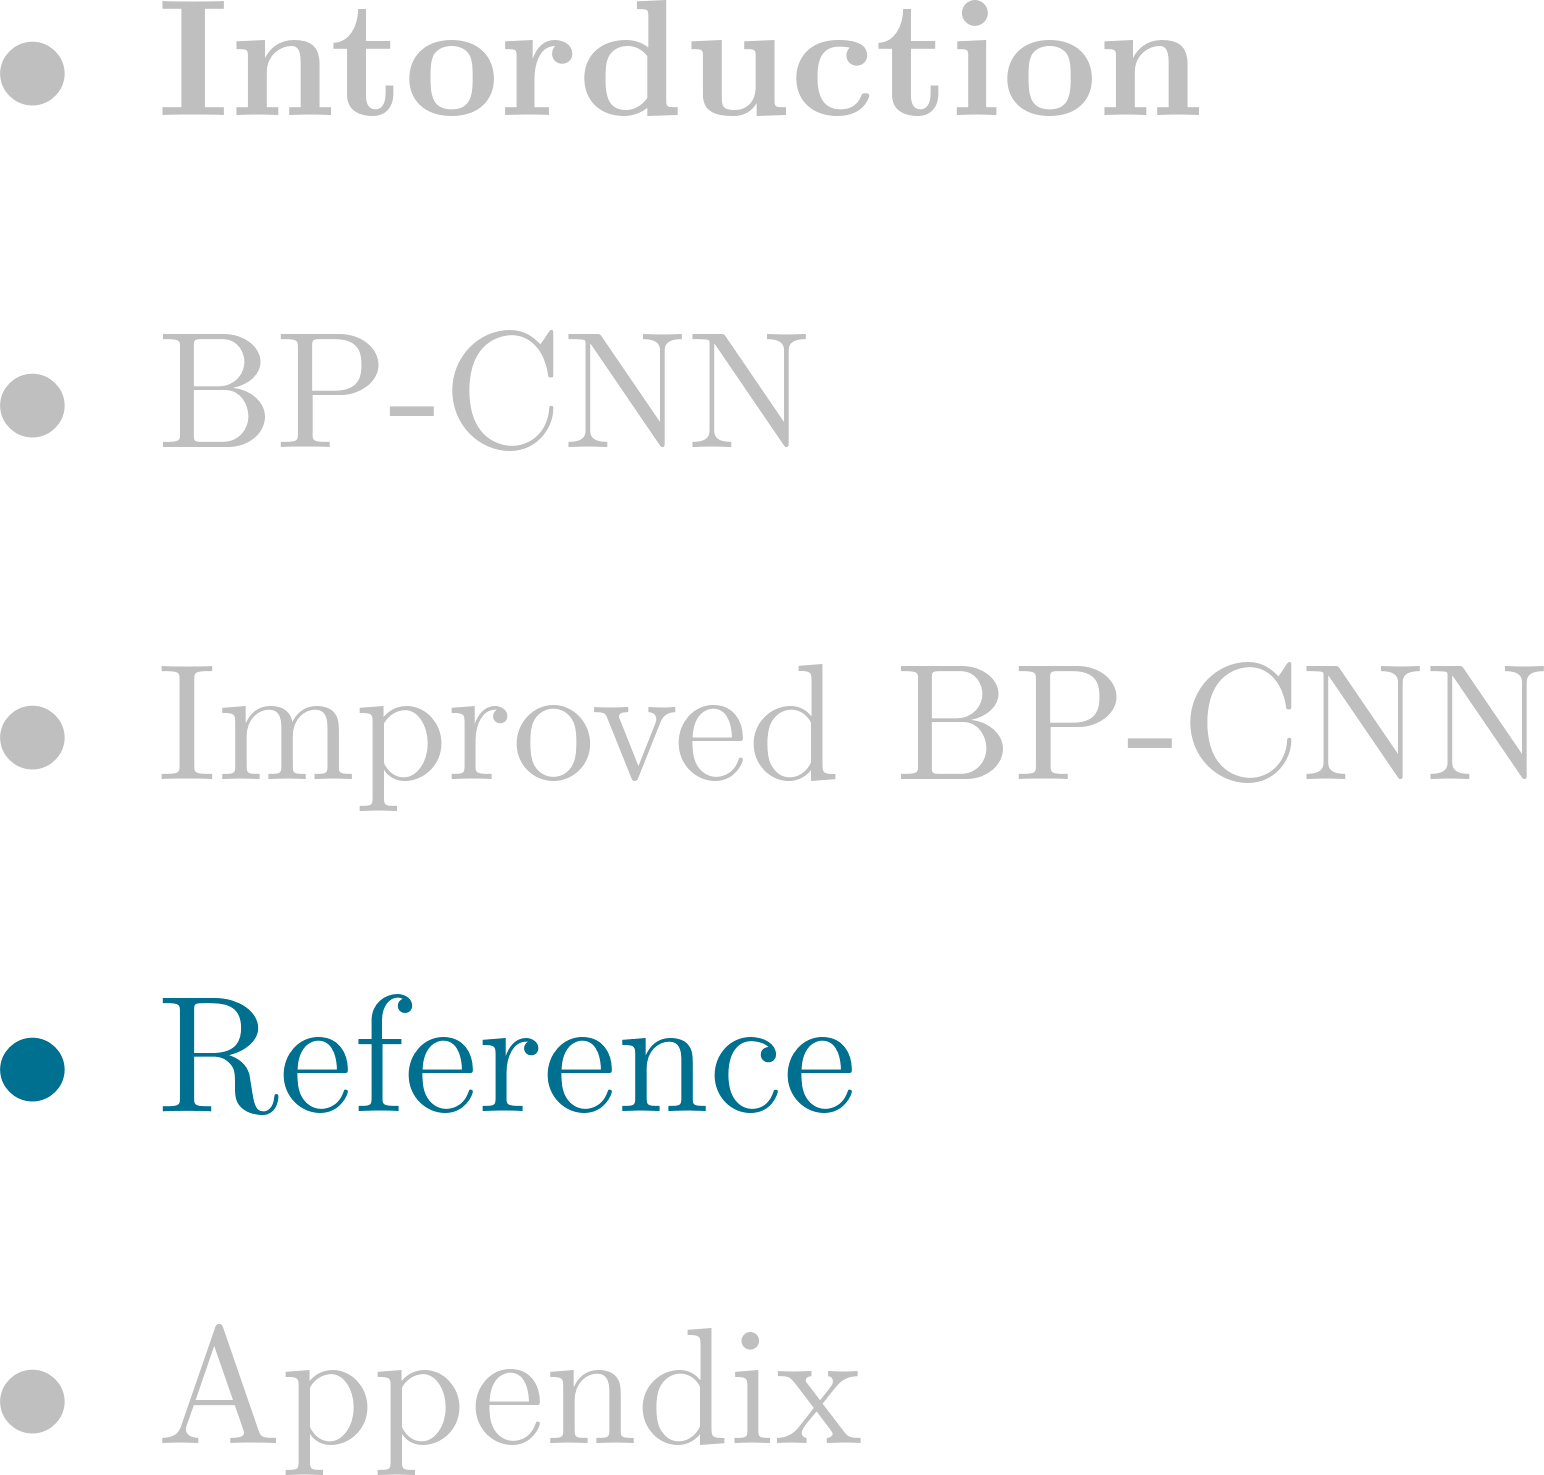 • Intorduction
• BP-CNN
• Improved BP-CNN
• Reference
• Appendix